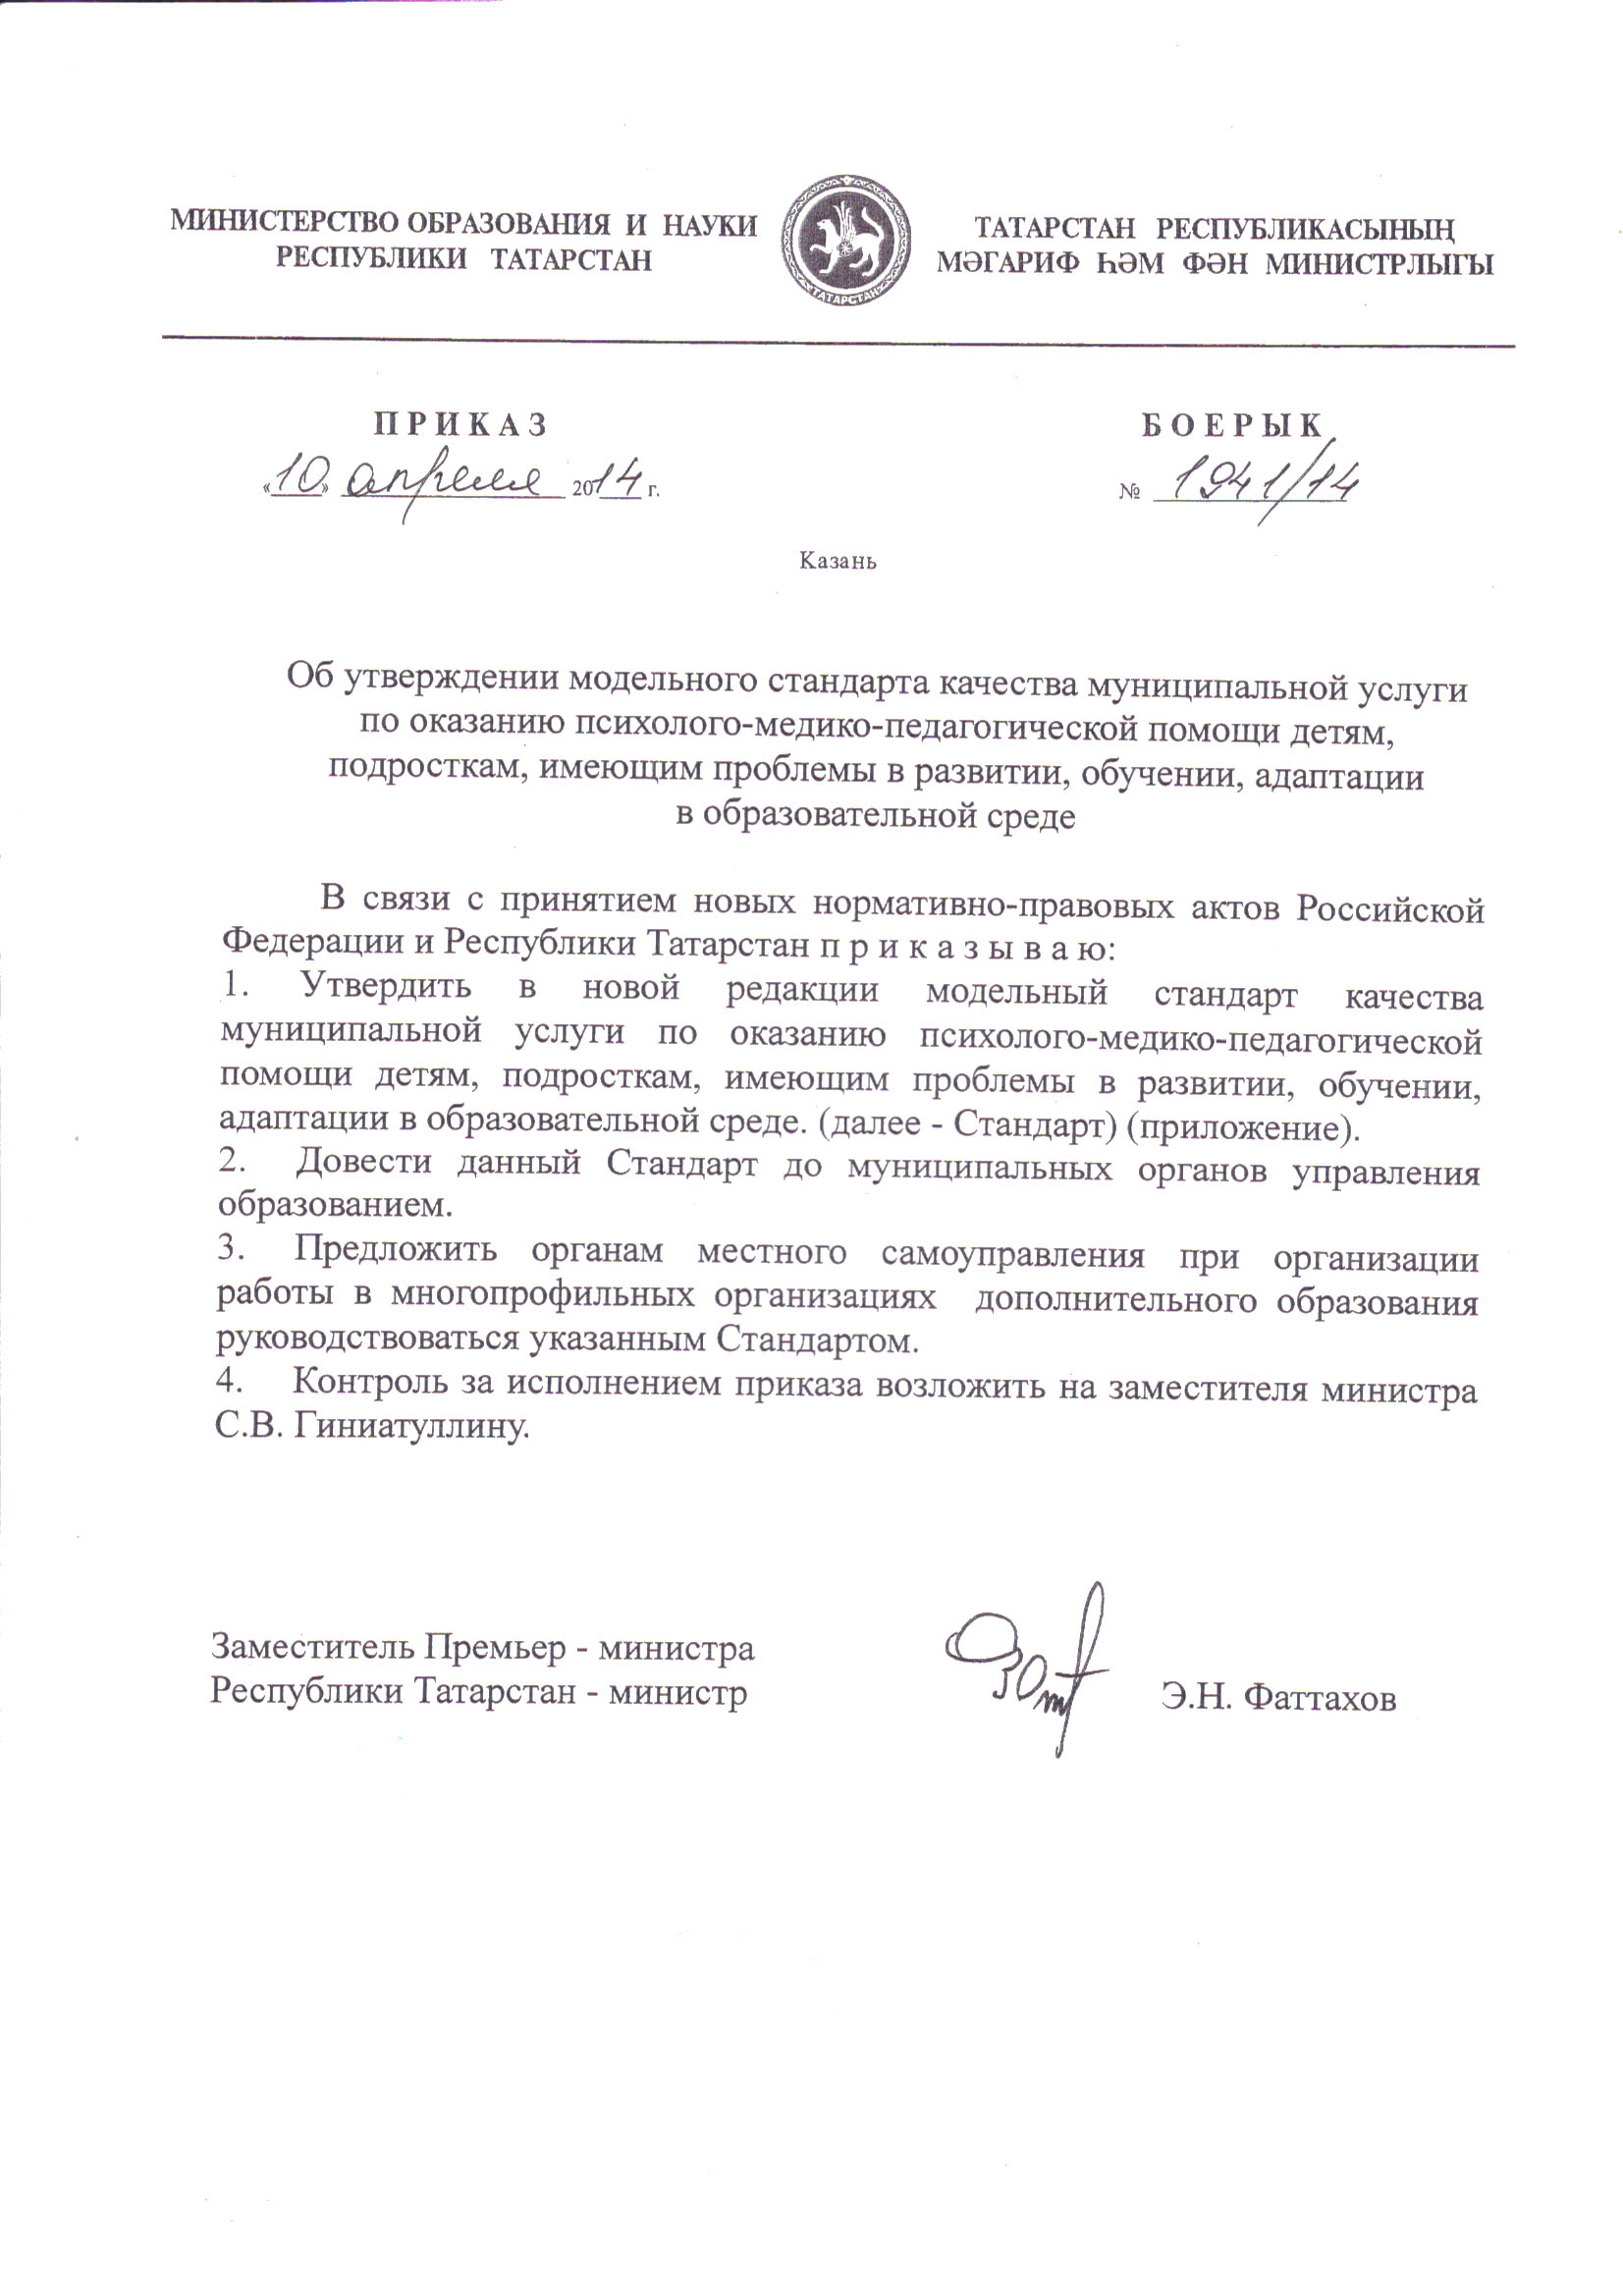 МИНИСТЕРСТВО ОБРАЗОВАНИЯ И НАУКИ
РЕСПУБЛИКИ ТАТАРСТАН
ТАТАРСТАН
ТАТАРСТАН РЕСПУБЛИКАСЫНЫҢ
МӘГАРИФ ҺӘМ ФӘН МИНИСТРЛЫГЫ
П Р И К А З
«10» апреля 2014 г.
Б О Е Р Ы К
№ 1941/14
Казань
Об утверждении модельного стандарта качества муниципальной услуги
по оказанию психолого-медико-педагогической помощи детям,
подросткам, имеющим проблемы в развитии, обучении, адаптации
в образовательной среде
В связи с принятием новых нормативно-правовых актов Российской
Федерации и Республики Татарстан п р и к а з ы в а ю:
1. Утвердить в новой редакции модельный стандарт качества
муниципальной услуги по оказанию психолого-медико-педагогической
помощи детям, подросткам, имеющим проблемы в развитии, обучении,
адаптации в образовательной среде. (далее - Стандарт) (приложение).
2. Довести данный Стандарт до муниципальных органов управления
образованием.
3. Предложить органам местного самоуправления при организации
работы в многопрофильных организациях дополнительного образования
руководствоваться указанным Стандартом.
4. Контроль за исполнением приказа возложить на заместителя министра
С.В. Гиниатуллину.
Заместитель Премьер - министра
Республики Татарстан - министр
Э.Н. Фаттахов